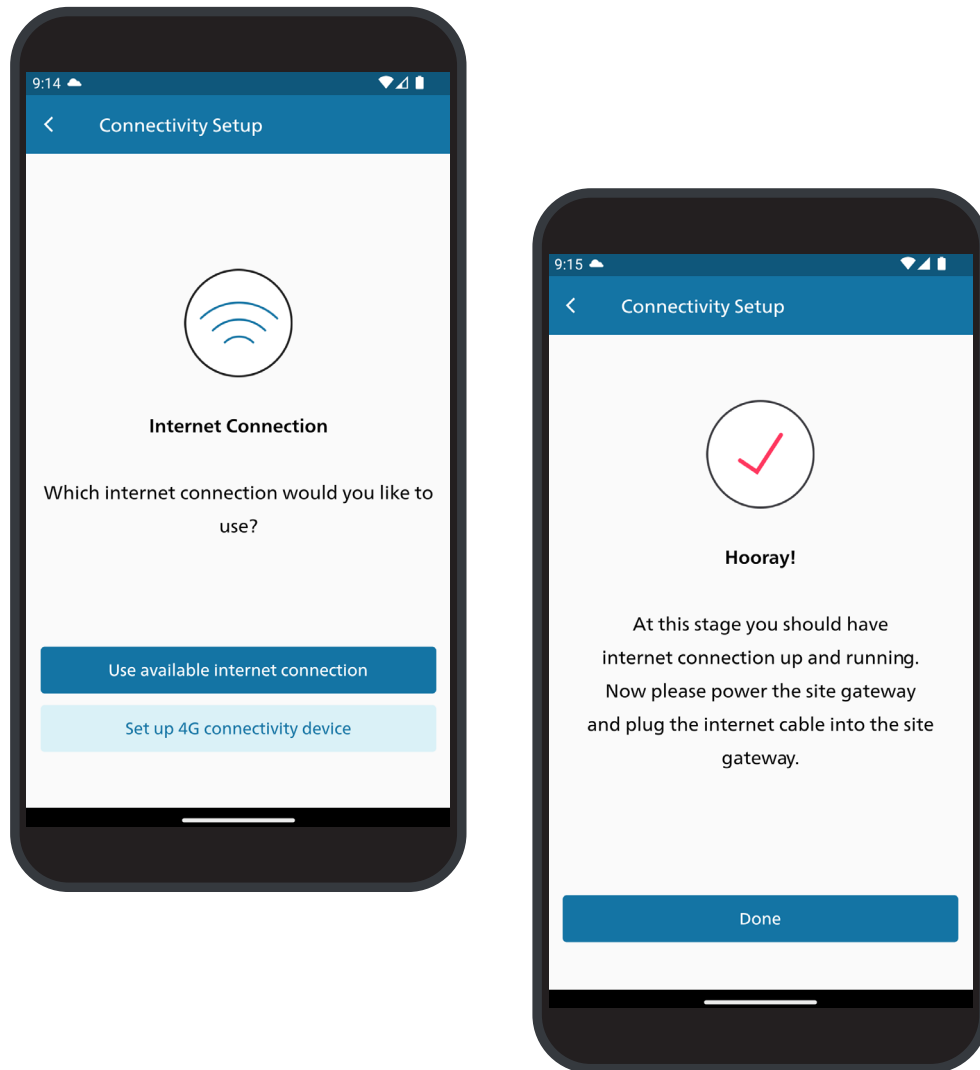 9:14
Connectivity Setup
Internet Connection
Which internet connection would you like to
use?
Use available internet connection
Set up 4G connectivity device
9:15
Connectivity Setup
Hooray!
At this stage you should have
internet connection up and running.
Now please power the site gateway
and plug the internet cable into the site
gateway.
Done